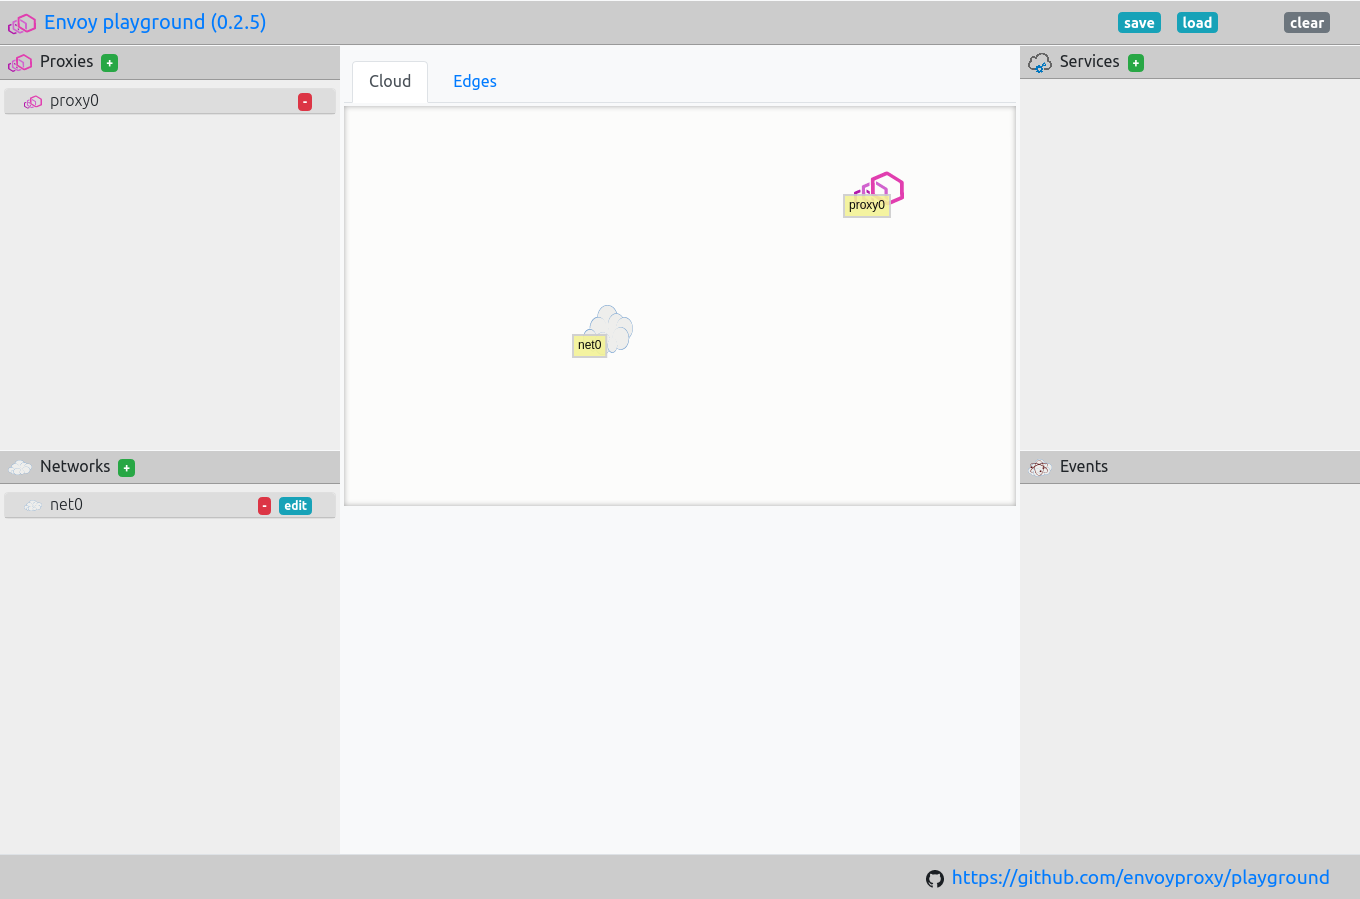 Envoy playground (0.2.5)
save
load
clear
Proxies +
proxy0 -
Cloud
Edges
proxy0
net0
Services +
Networks +
net0 - edit
Events
https://github.com/envoyproxy/playground